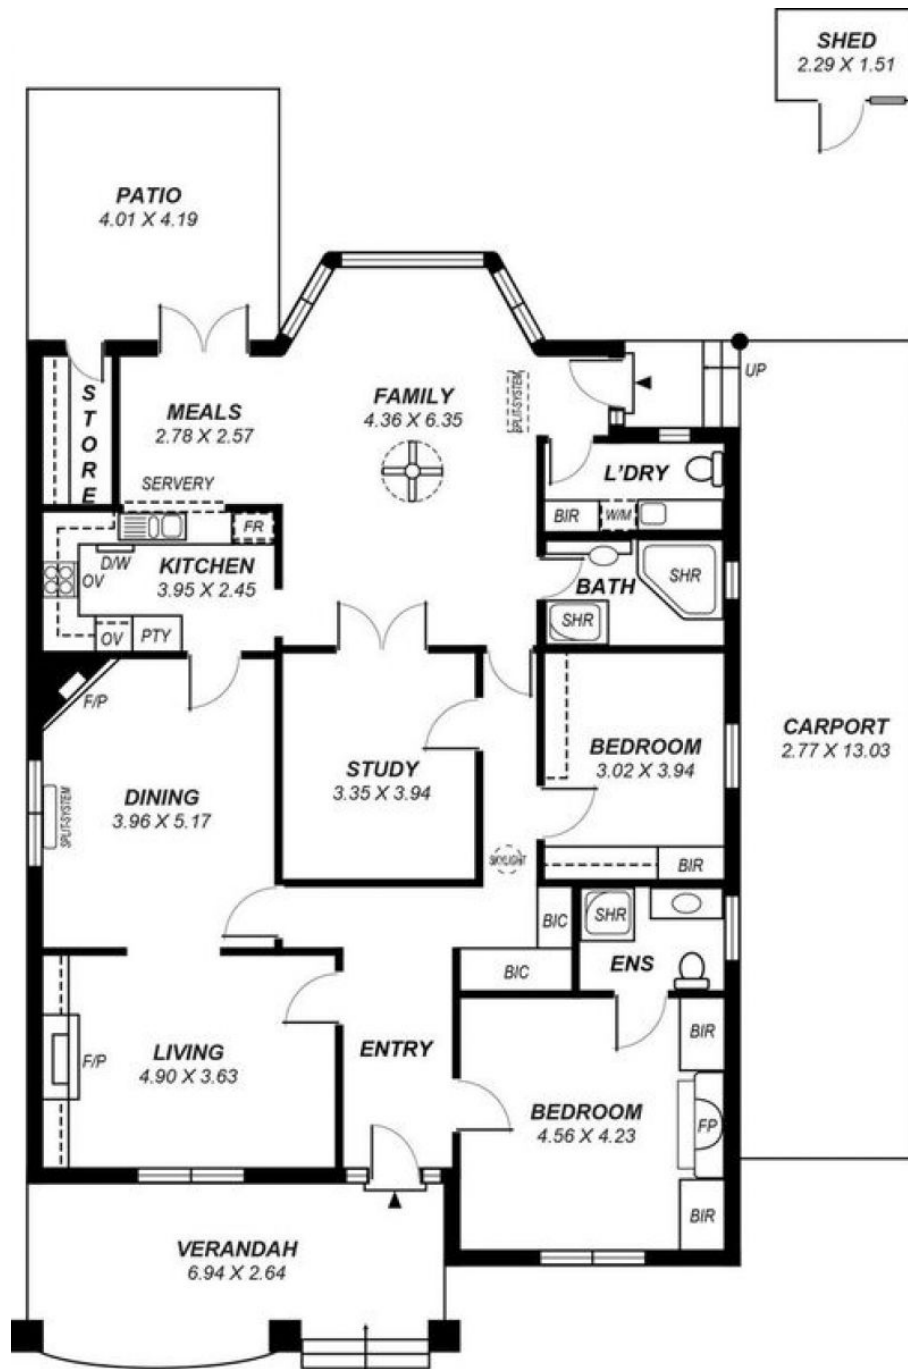 SHED
2.29 X 1.51
PATIO
4.01 X 4.19
STORE
MEALS
2.78 X 2.57
SERVERY
FAMILY
4.36 X 6.35
SPLIT-SYSTEM
UP
L'DRY
BIR
W/M
FR
D/W
OV
KITCHEN
3.95 X 2.45
OV
PTY
BATH
SHR
SHR
F/P
DINING
3.96 X 5.17
SPLIT-SYSTEM
STUDY
3.35 X 3.94
BEDROOM
3.02 X 3.94
CARPORT
2.77 X 13.03
SKYLIGHT
BIR
BIC
BIC
SHR
ENS
F/P
LIVING
4.90 X 3.63
ENTRY
BEDROOM
4.56 X 4.23
BIR
FP
BIR
VERANDAH
6.94 X 2.64